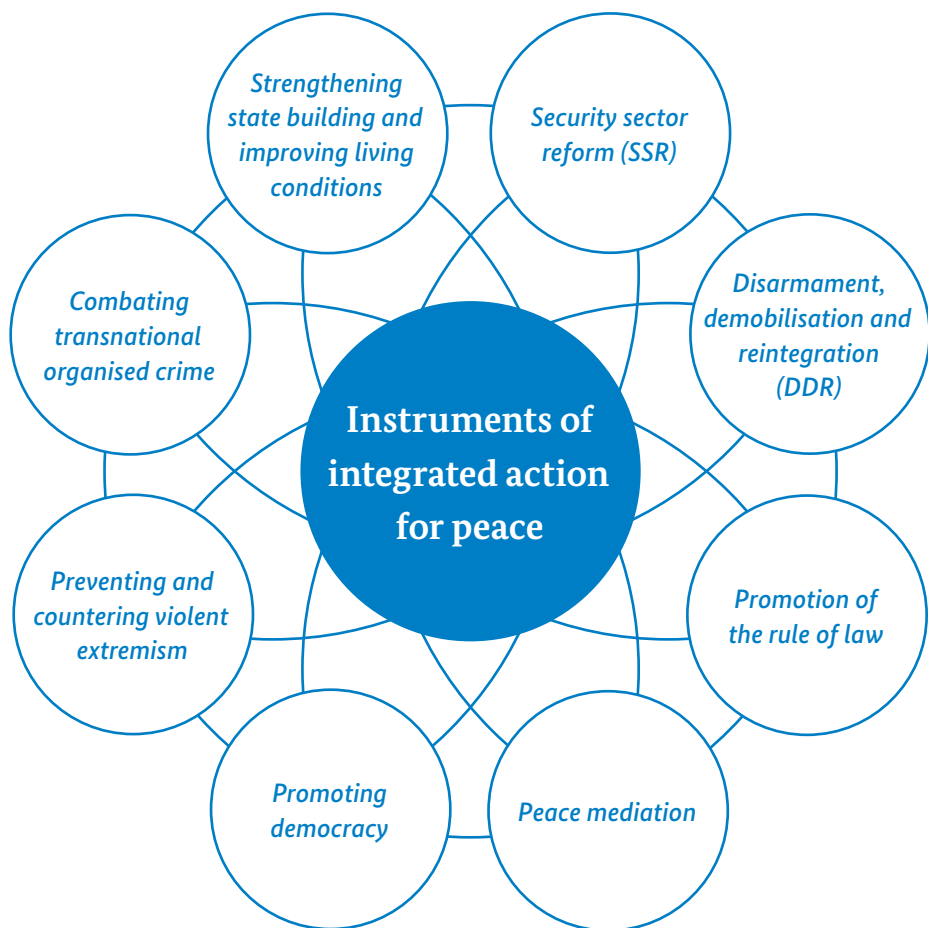 Strengthening
state building and
improving living
conditions
Security sector
reform (SSR)
Combating
transnational
organised crime
Disarmament,
demobilisation and
reintegration
(DDR)
Instruments of
integrated action
for peace
Preventing and
countering violent
extremism
Promotion of
the rule of law
Promoting
democracy
Peace mediation